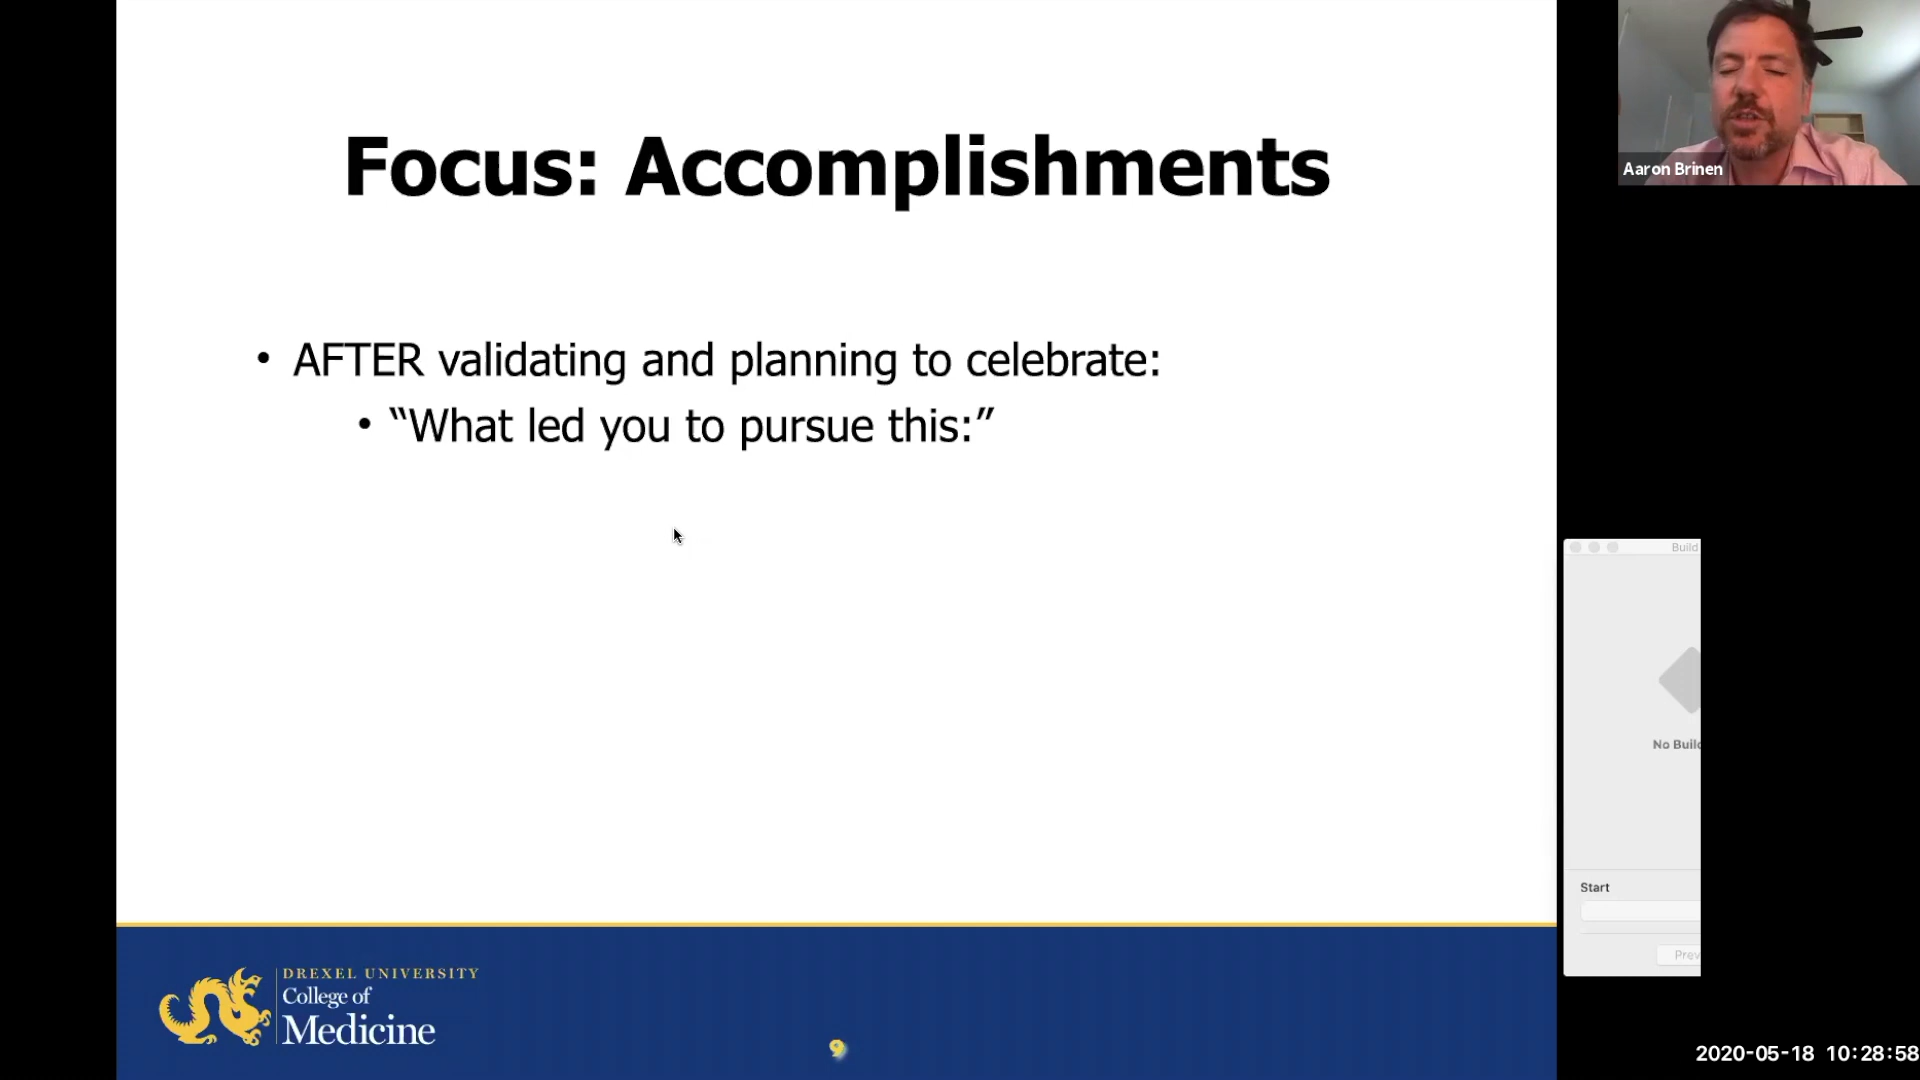 Focus: Accomplishments
• AFTER validating and planning to celebrate:
• “What led you to pursue this:”
DREXEL UNIVERSITY
College of
Medicine
9
Aaron Brinen
Build
No Buil
Start
Prev
2020-05-18 10:28:58